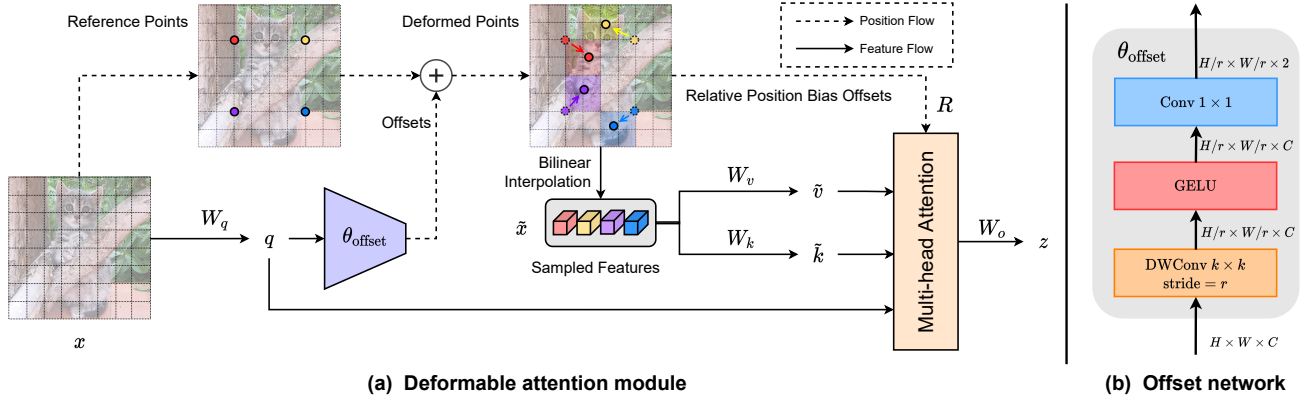 Reference Points
Deformed Points
Position Flow
Feature Flow
Relative Position Bias Offsets
R
Offsets
Bilinear
Interpolation
W_q
q
θ_offset
x̃
Sampled Features
W_v
ṽ
W_k
k̃
Multi-head Attention
W_o
z
x
(a) Deformable attention module
θ_offset
H/r × W/r × 2
Conv 1 × 1
H/r × W/r × C
GELU
H/r × W/r × C
DWConv k × k
stride = r
H × W × C
(b) Offset network